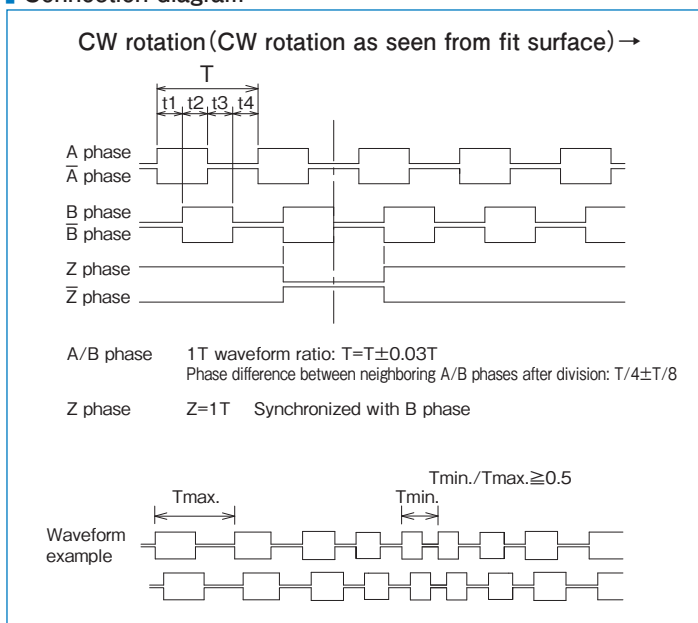 Connection diagram
CW rotation(CW rotation as seen from fit surface)→
T
t1 t2 t3 t4
A phase
A̅ phase
B phase
B̅ phase
Z phase
Z̅ phase
A/B phase 1T waveform ratio: T=T±0.03T
Phase difference between neighboring A/B phases after division: T/4±T/8
Z phase Z=1T Synchronized with B phase
Tmin./Tmax.≧0.5
Tmax. Tmin.
Waveform
example